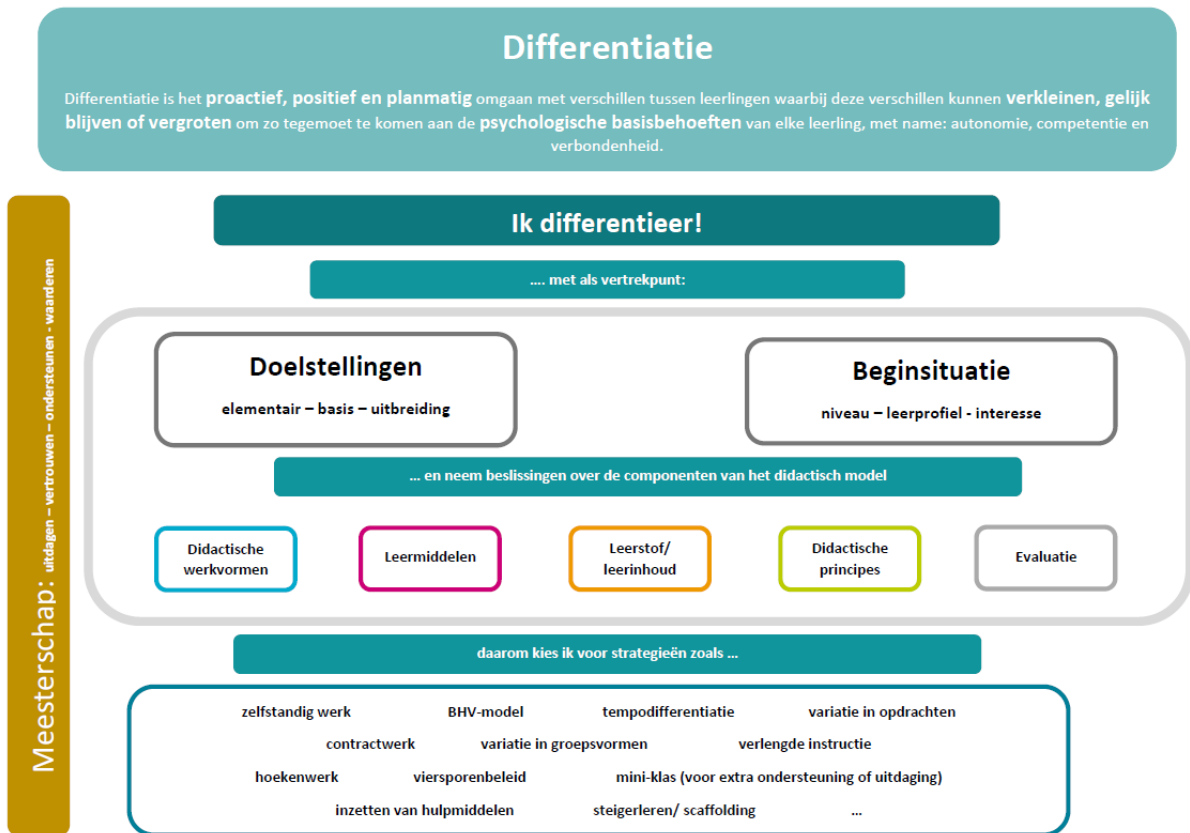 Differentiatie
Differentiatie is het proactief, positief en planmatig omgaan met verschillen tussen leerlingen waarbij deze verschillen kunnen verkleinen, gelijk
blijven of vergroten om zo tegemoet te komen aan de psychologische basisbehoeften van elke leerling, met name: autonomie, competentie en
verbondenheid.
Meesterschap: uitdagen – vertrouwen – ondersteunen - waarderen
Ik differentieer!
.... met als vertrekpunt:
Doelstellingen
elementair – basis – uitbreiding
Beginsituatie
niveau – leerprofiel - interesse
... en neem beslissingen over de componenten van het didactisch model
Didactische
werkvormen
Leermiddelen
Leerstof/
leerinhoud
Didactische
principes
Evaluatie
daarom kies ik voor strategieën zoals ...
zelfstandig werk BHV-model tempodifferentiatie variatie in opdrachten
contractwerk variatie in groepsvormen verlengde instructie
hoekenwerk viersporenbeleid mini-klas (voor extra ondersteuning of uitdaging)
inzetten van hulpmiddelen steigerleren/ scaffolding ...